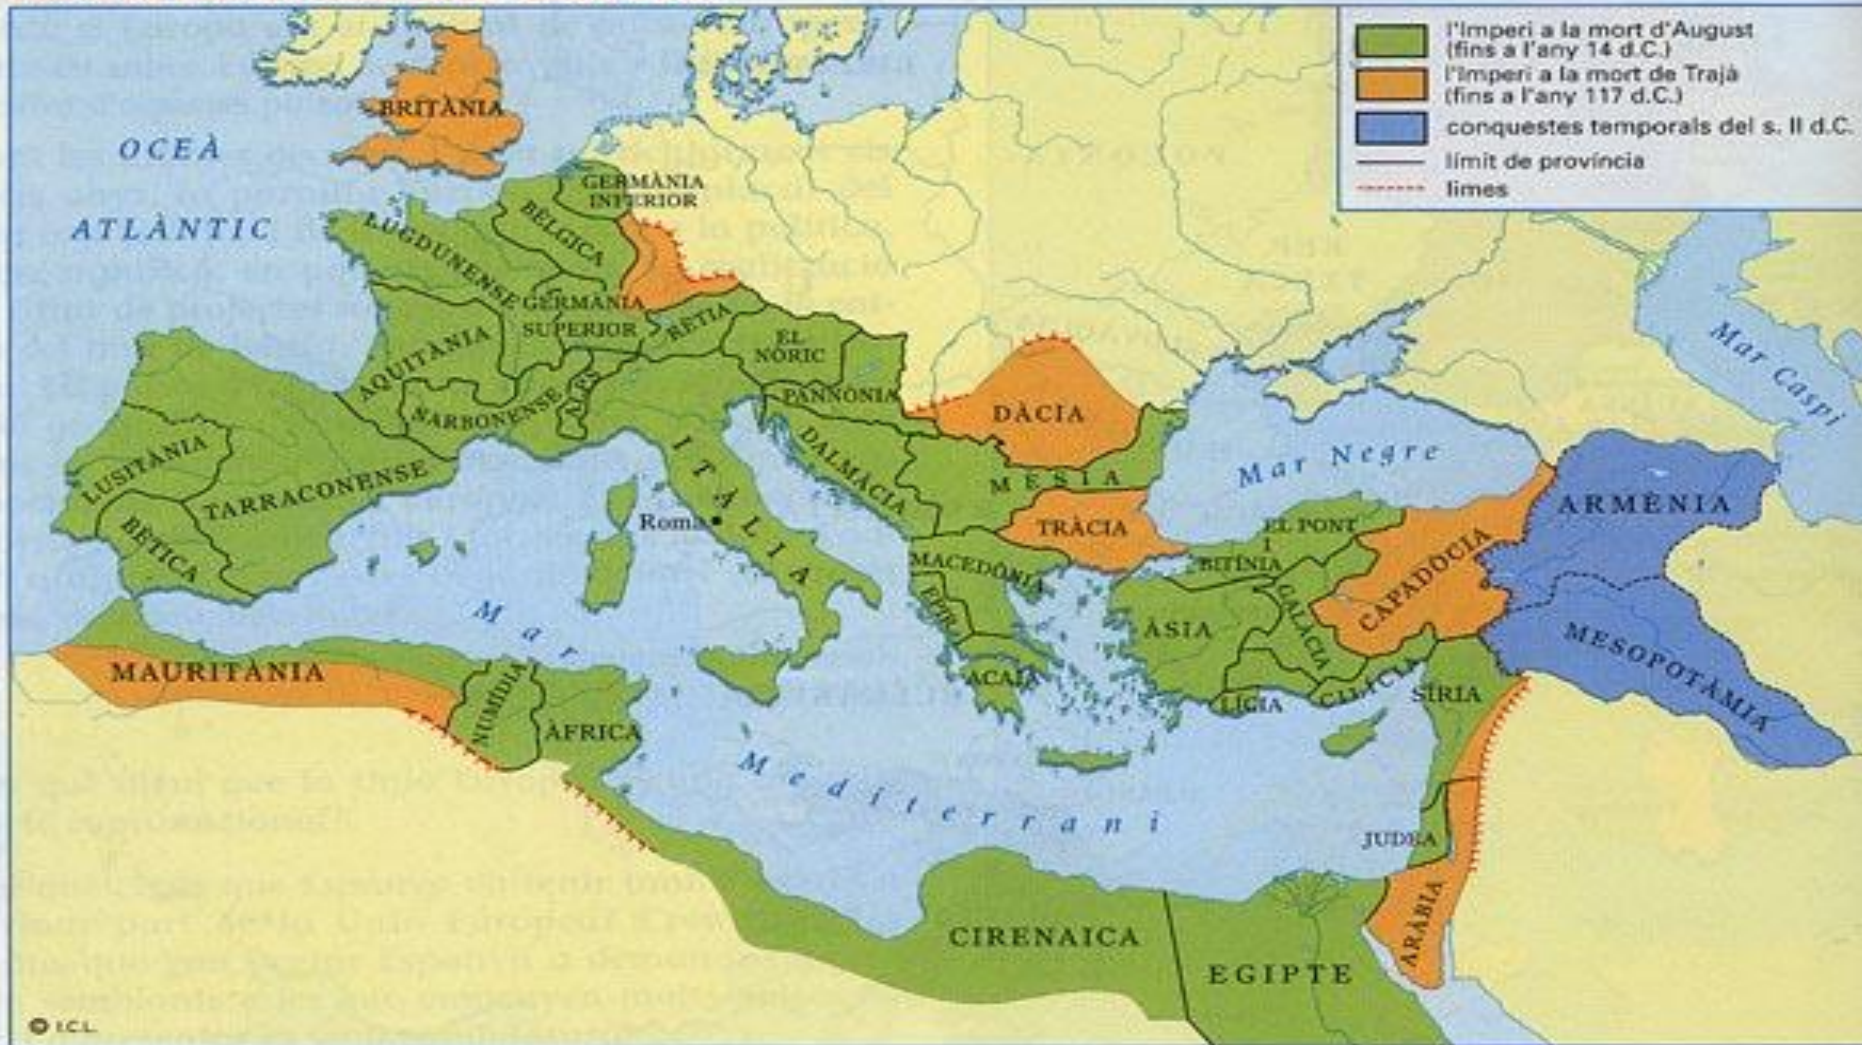 l'Imperi a la mort d'August
(fins a l'any 14 d.C.)
l'Imperi a la mort de Trajà
(fins a l'any 117 d.C.)
conquestes temporals del s. II d.C.
límit de província
limes
BRITÀNIA
OCEÀ
ATLÀNTIC
GERMÀNIA
INFERIOR
BÈLGICA
LUGDUNENSE
GERMÀNIA
SUPERIOR
RÈTIA
EL
NÒRIC
AQUITÀNIA
NARBONENSE
ALPS
PANNONIA
DÀCIA
Mar Caspi
LUSITÀNIA
TARRACONENSE
BÈTICA
ITÀLIA
Roma
DALMÀCIA
MÈSIA
Mar Negre
TRÀCIA
MACEDÒNIA
EPIR
ACAIA
EL PONT
I
BITÍNIA
ÀSIA
GALÀCIA
CAPADÒCIA
ARMÈNIA
MESOPOTÀMIA
LÍCIA
CILÍCIA
SÍRIA
MAURITÀNIA
NUMÍDIA
ÀFRICA
Mar
Mediterrani
JUDEA
CIRENAICA
EGIPTE
ARÀBIA
© I.C.L.